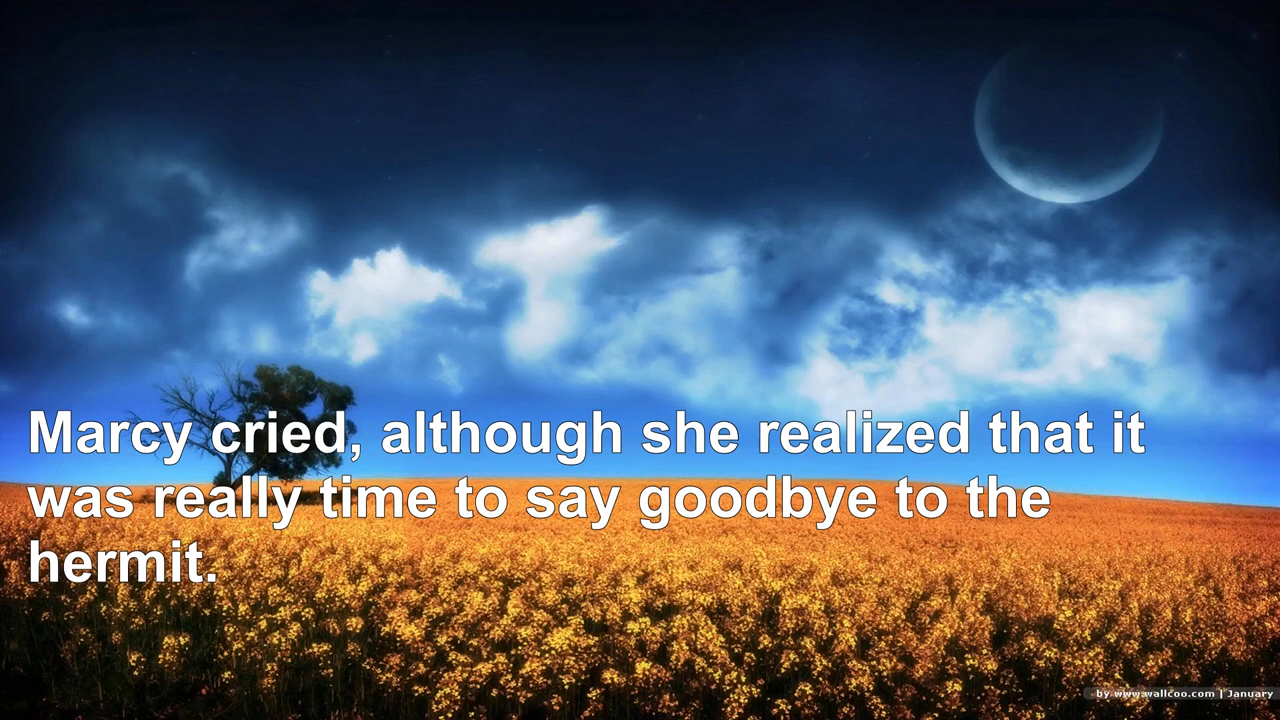 Marcy cried, although she realized that it
was really time to say goodbye to the
hermit.
by www.wallcoo.com | January